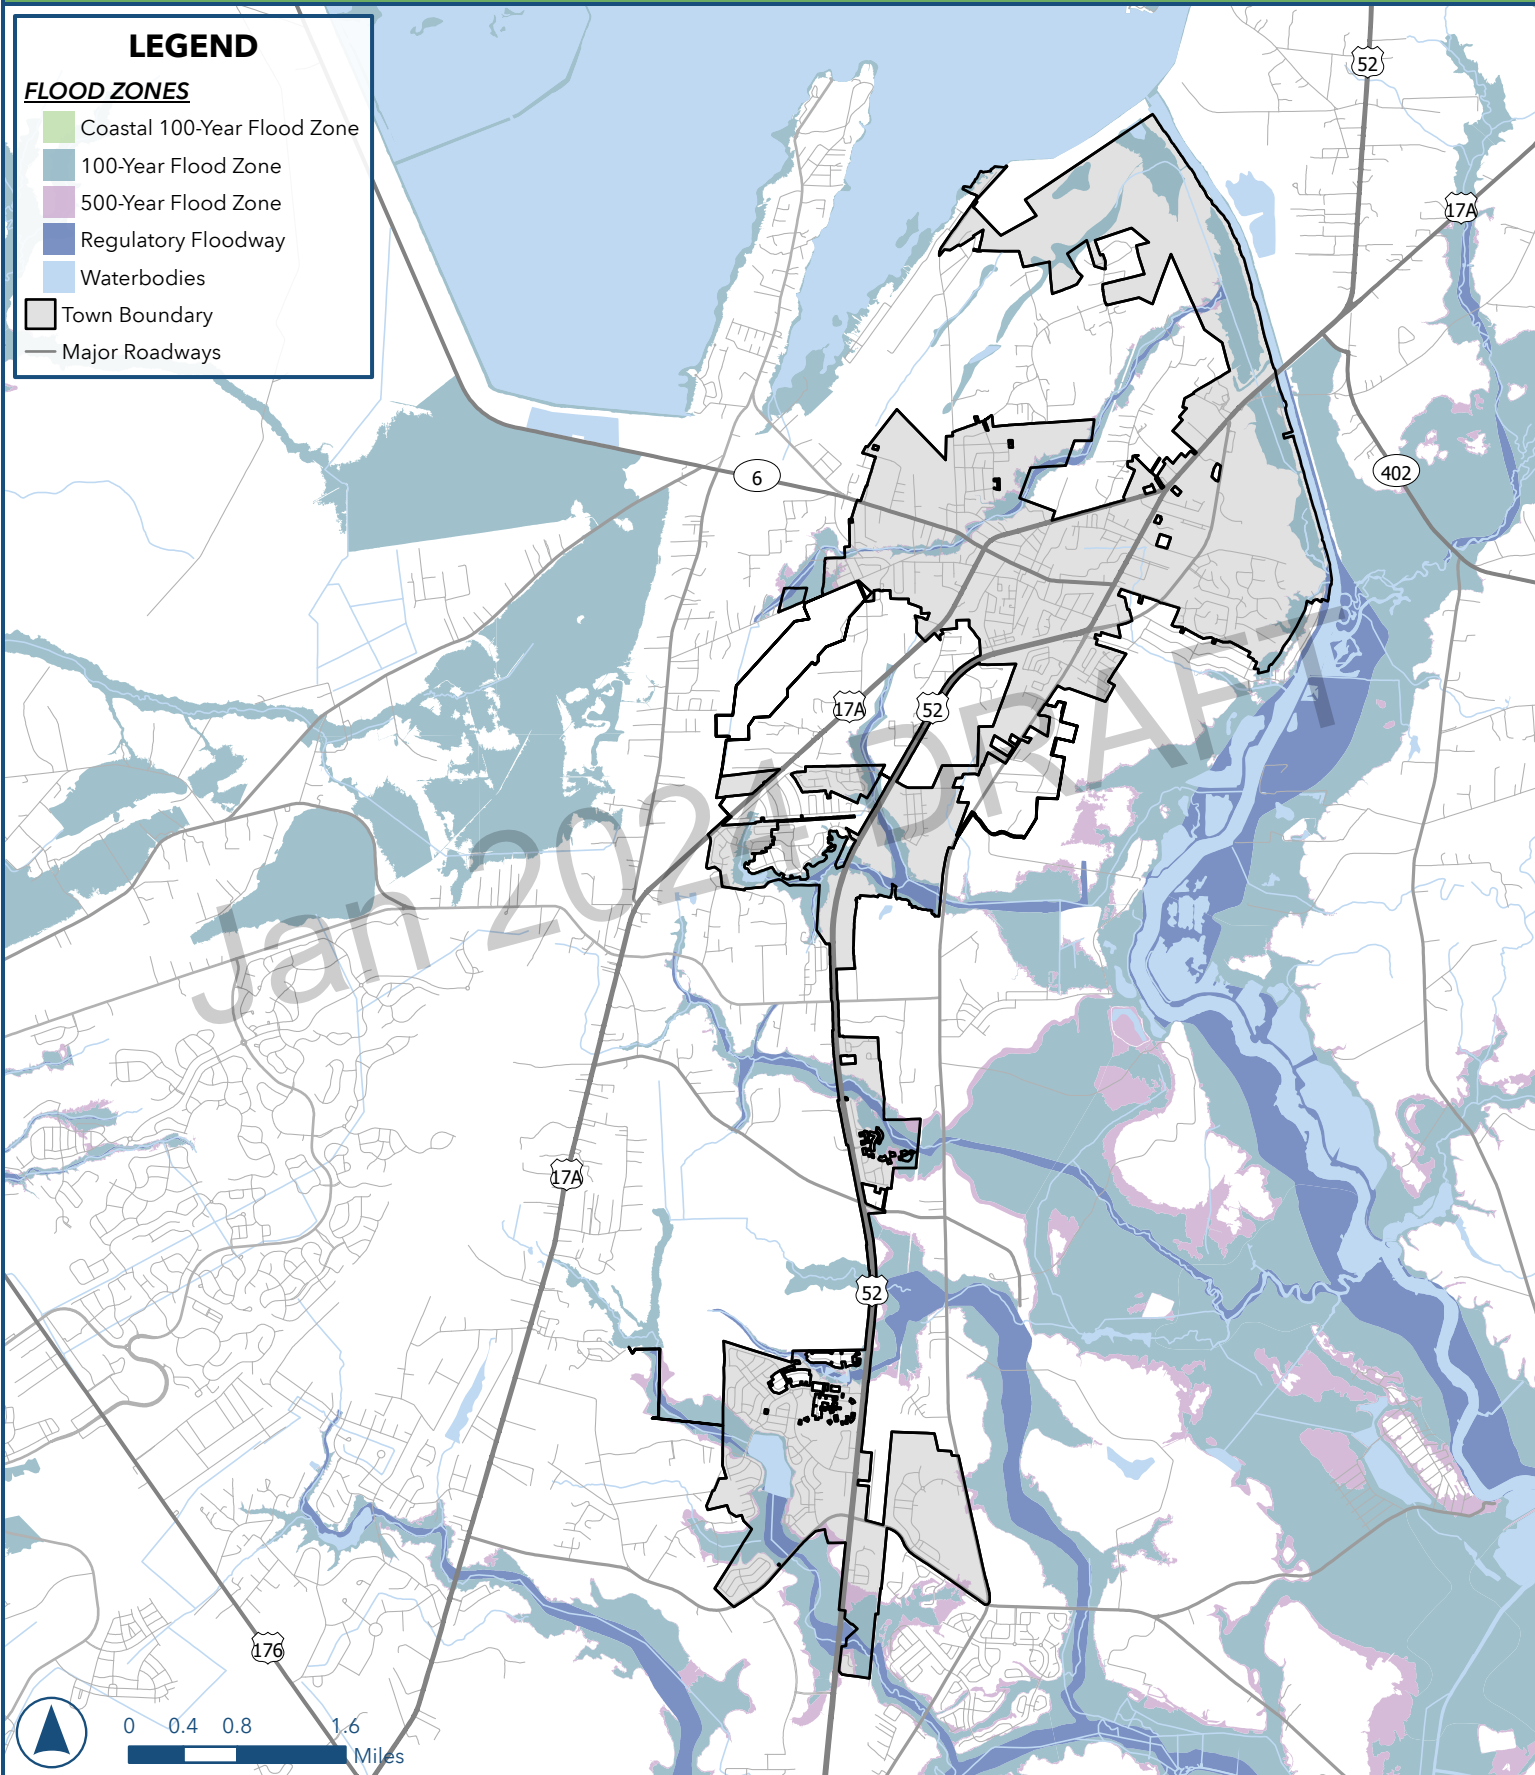 LEGEND
FLOOD ZONES
Coastal 100-Year Flood Zone
100-Year Flood Zone
500-Year Flood Zone
Regulatory Floodway
Waterbodies
Town Boundary
Major Roadways
52
17A
402
6
17A
52
Jan 2024 DRAFT
17A
52
176
0 0.4 0.8 1.6
Miles